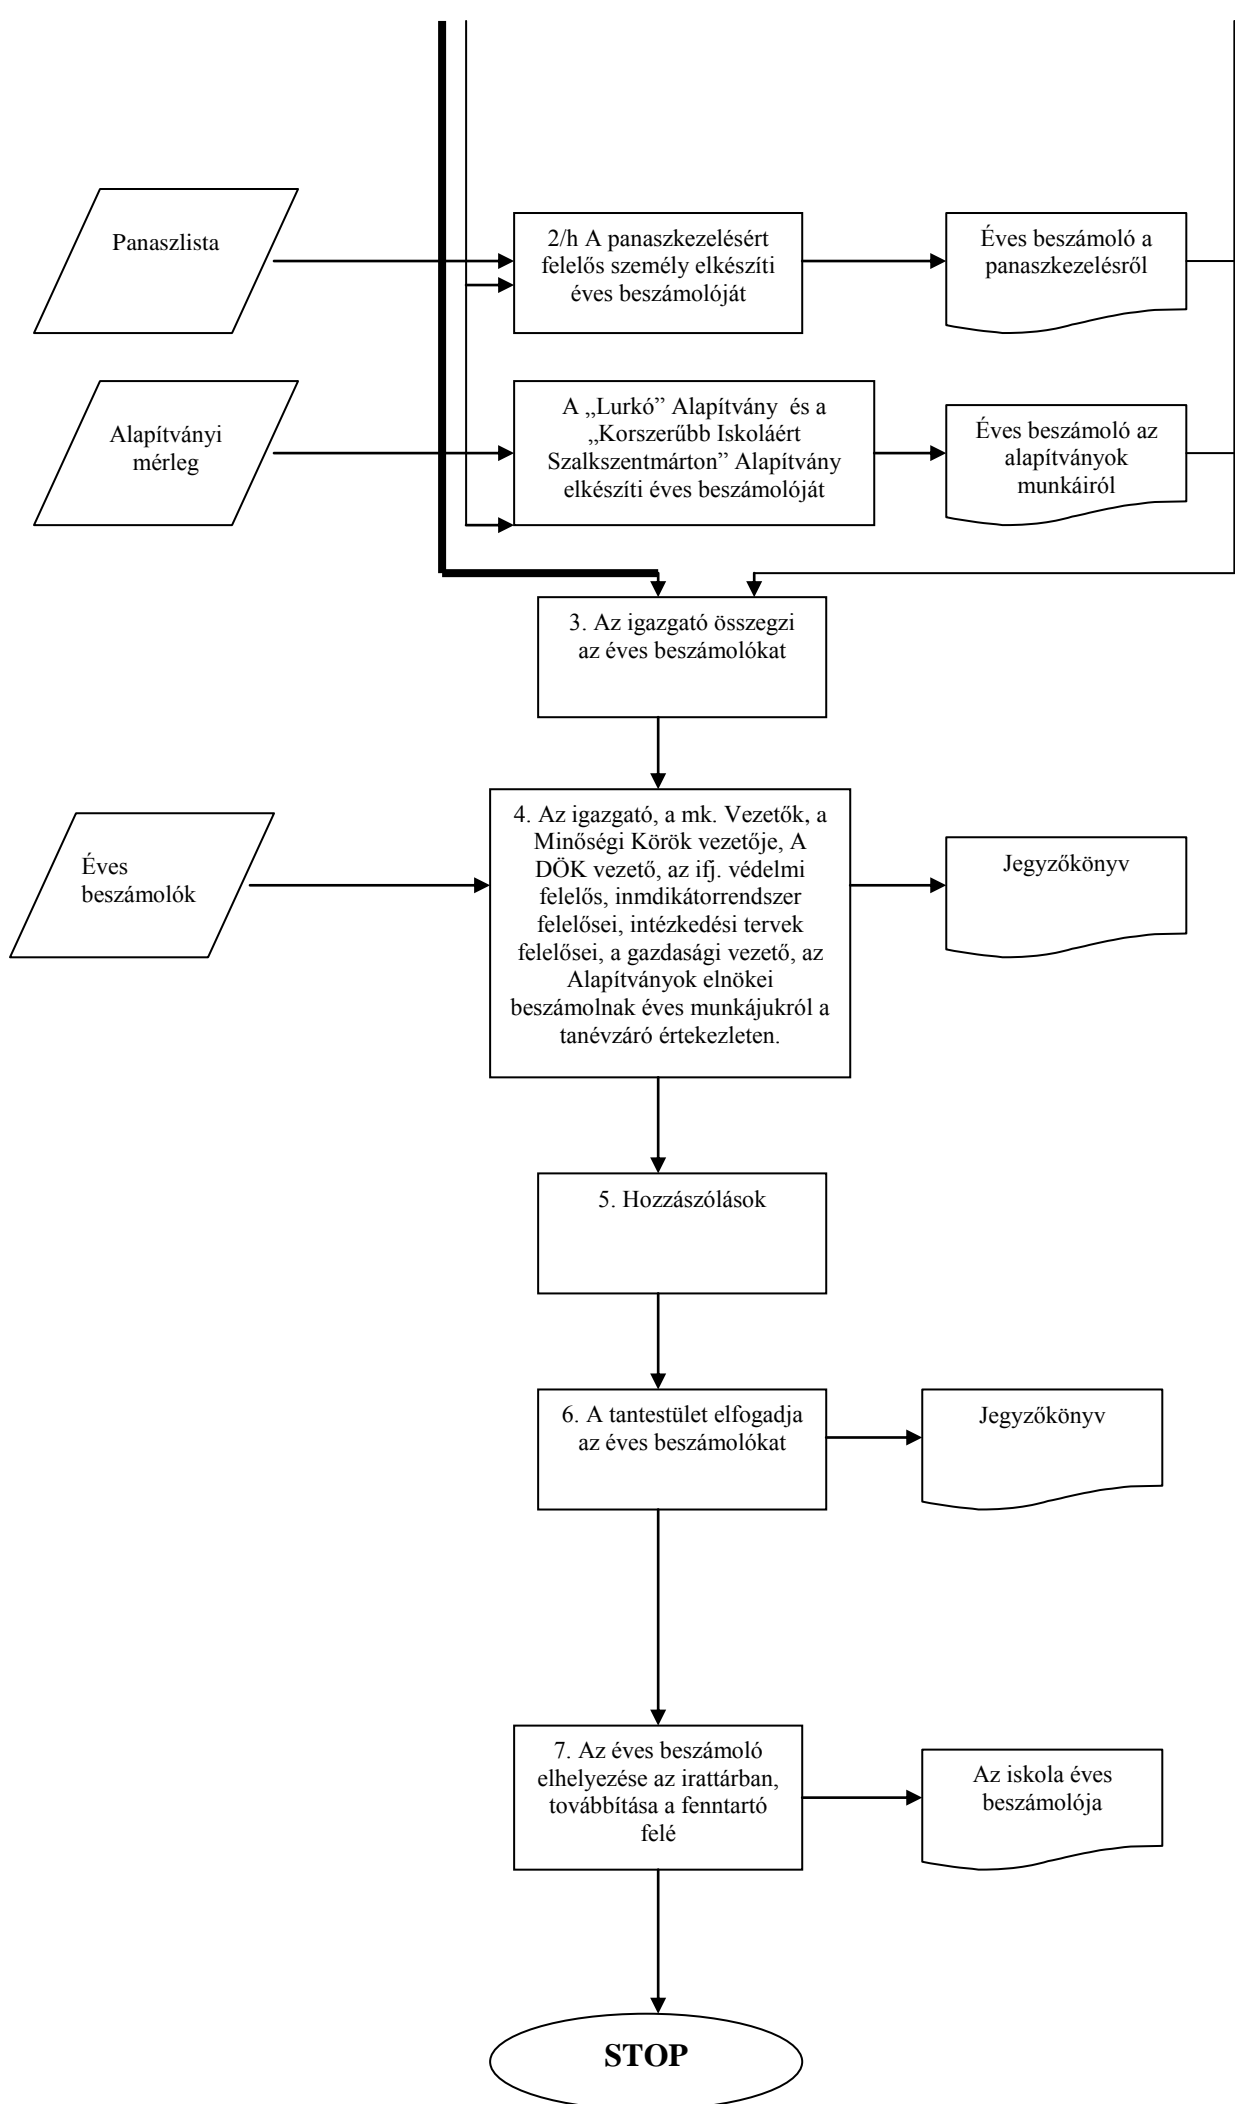 Panaszlista
2/h A panaszkezelésért
felelős személy elkészíti
éves beszámolóját
Éves beszámoló a
panaszkezelésről
Alapítványi
mérleg
A „Lurkó” Alapítvány és a
„Korszerűbb Iskoláért
Szalkszentmárton” Alapítvány
elkészíti éves beszámolóját
Éves beszámoló az
alapítványok
munkáiról
3. Az igazgató összegzi
az éves beszámolókat
Éves
beszámolók
4. Az igazgató, a mk. Vezetők, a
Minőségi Körök vezetője, A
DÖK vezető, az ifj. védelmi
felelős, inmdikátorrendszer
felelősei, intézkedési tervek
felelősei, a gazdasági vezető, az
Alapítványok elnökei
beszámolnak éves munkájukról a
tanévzáró értekezleten.
Jegyzőkönyv
5. Hozzászólások
6. A tantestület elfogadja
az éves beszámolókat
Jegyzőkönyv
7. Az éves beszámoló
elhelyezése az irattárban,
továbbítása a fenntartó
felé
Az iskola éves
beszámolója
STOP